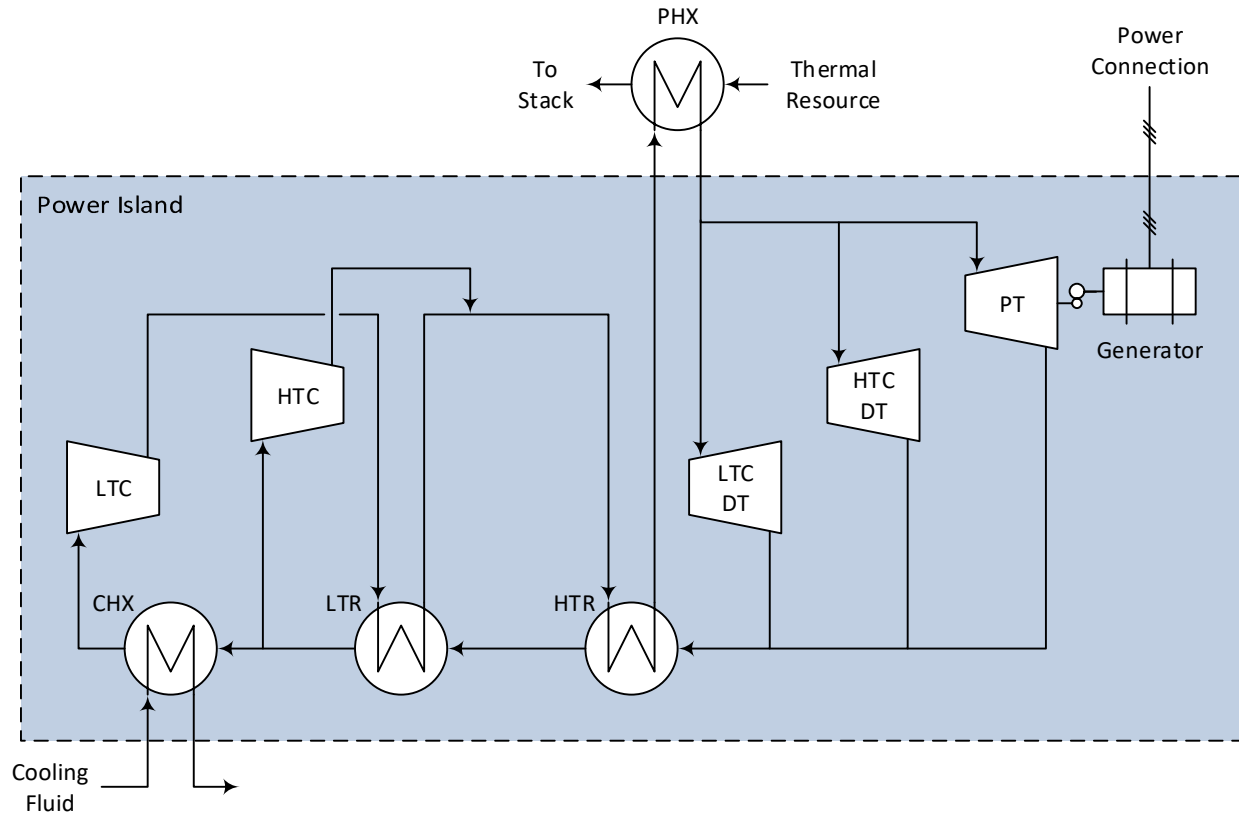 PHX
To
Stack
Thermal
Resource
Power
Connection
Power Island
PT
Generator
HTC
HTC
DT
LTC
LTC
DT
CHX
LTR
HTR
Cooling
Fluid